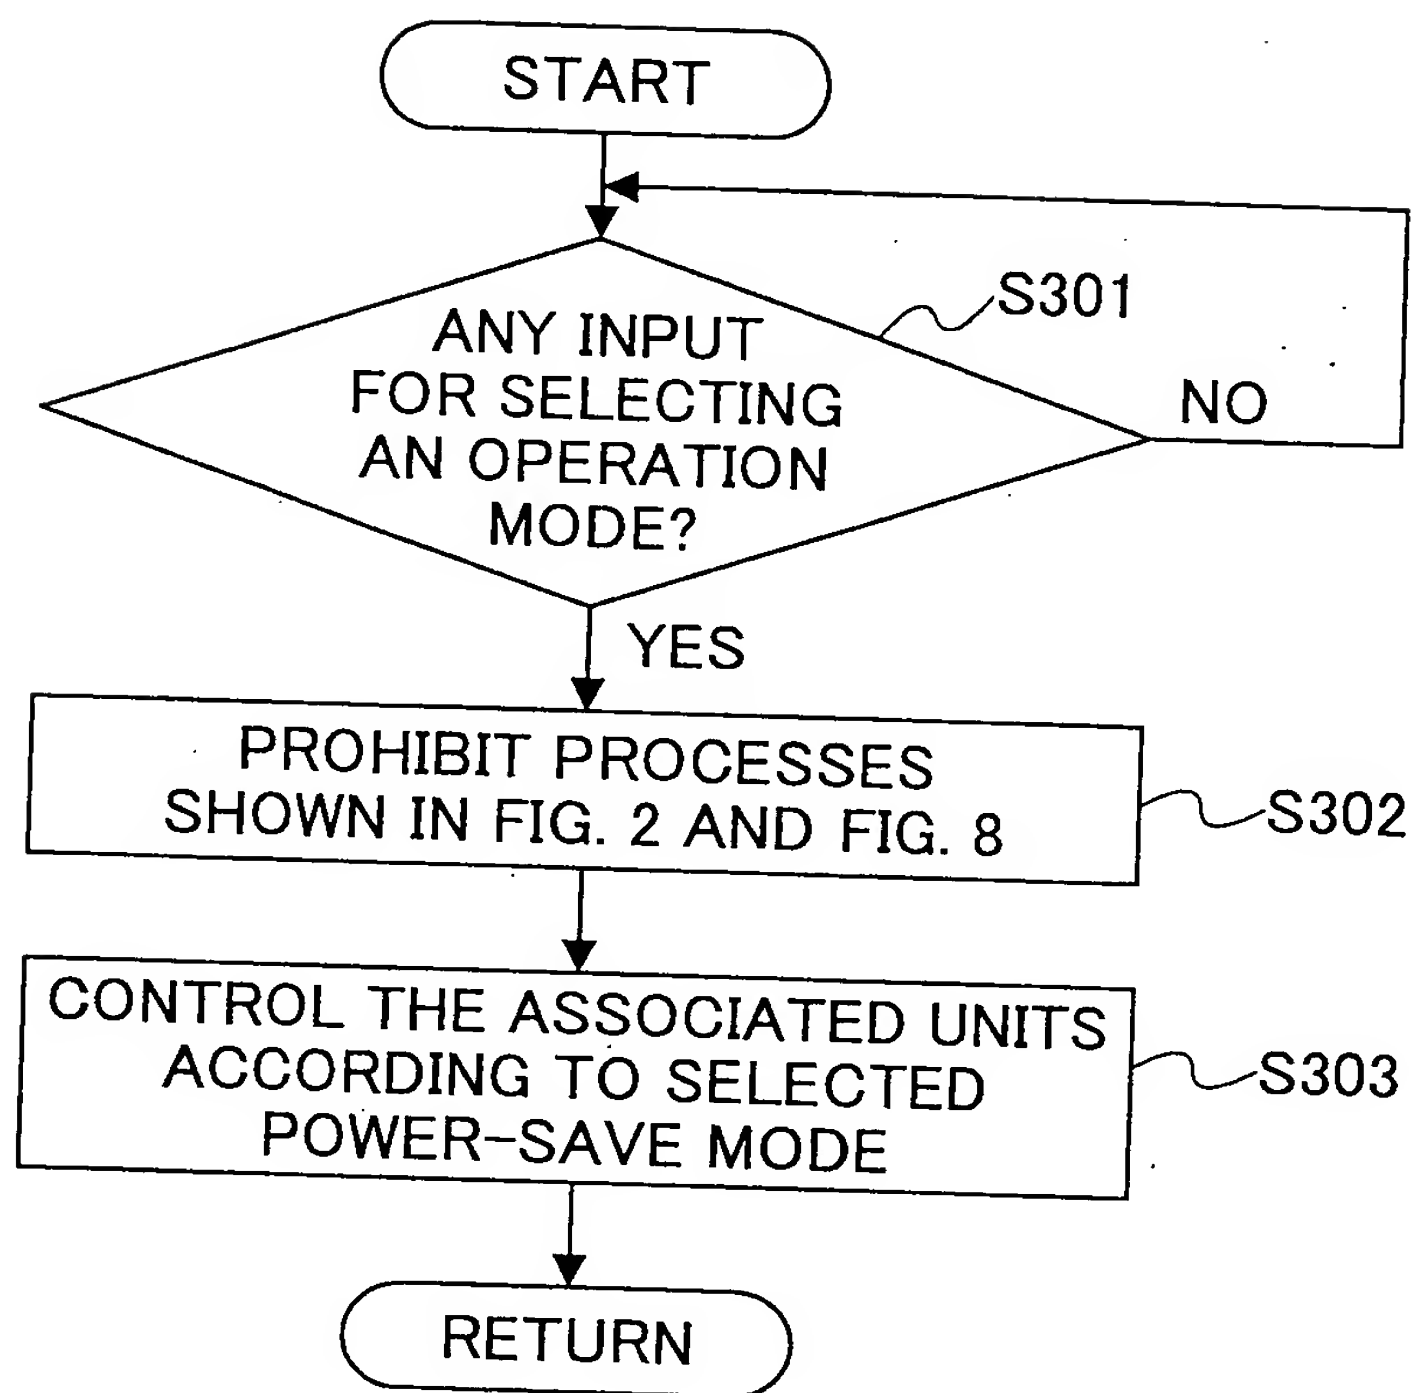 START
S301
ANY INPUT
FOR SELECTING
AN OPERATION
MODE?
NO
YES
PROHIBIT PROCESSES
SHOWN IN FIG. 2 AND FIG. 8
S302
CONTROL THE ASSOCIATED UNITS
ACCORDING TO SELECTED
POWER-SAVE MODE
S303
RETURN